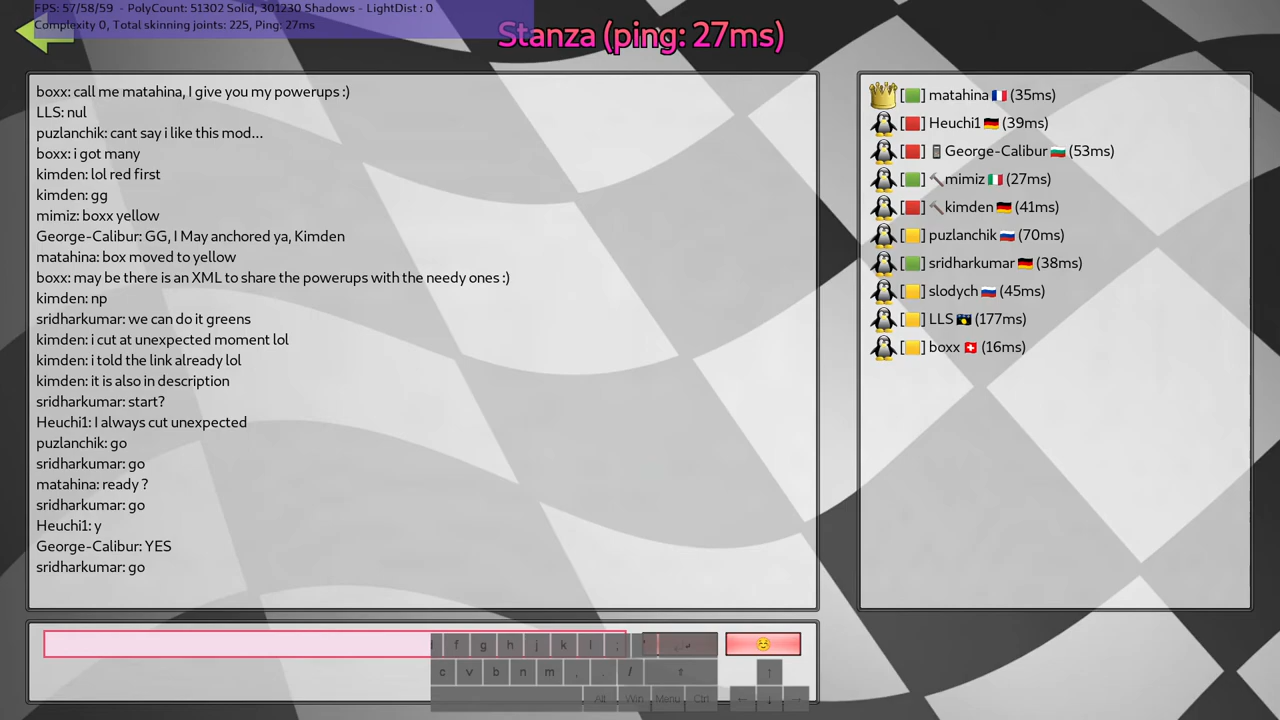 FPS: 57/58/59 - PolyCount: 51302 Solid, 301230 Shadows - LightDist : 0
Complexity 0, Total skinning joints: 225, Ping: 27ms
Stanza (ping: 27ms)
boxx: call me matahina, I give you my powerups :)
LLS: nul
puzlanchik: cant say i like this mod...
boxx: i got many
kimden: lol red first
kimden: gg
mimiz: boxx yellow
George-Calibur: GG, I May anchored ya, Kimden
matahina: box moved to yellow
boxx: may be there is an XML to share the powerups with the needy ones :)
kimden: np
sridharkumar: we can do it greens
kimden: i cut at unexpected moment lol
kimden: i told the link already lol
kimden: it is also in description
sridharkumar: start?
Heuchi1: I always cut unexpected
puzlanchik: go
sridharkumar: go
matahina: ready ?
sridharkumar: go
Heuchi1: y
George-Calibur: YES
sridharkumar: go
matahina (35ms)
Heuchi1 (39ms)
George-Calibur (53ms)
mimiz (27ms)
kimden (41ms)
puzlanchik (70ms)
sridharkumar (38ms)
slodych (45ms)
LLS (177ms)
boxx (16ms)
f g h j k l ; '
c v b n m , . /
Alt Win Menu Ctrl